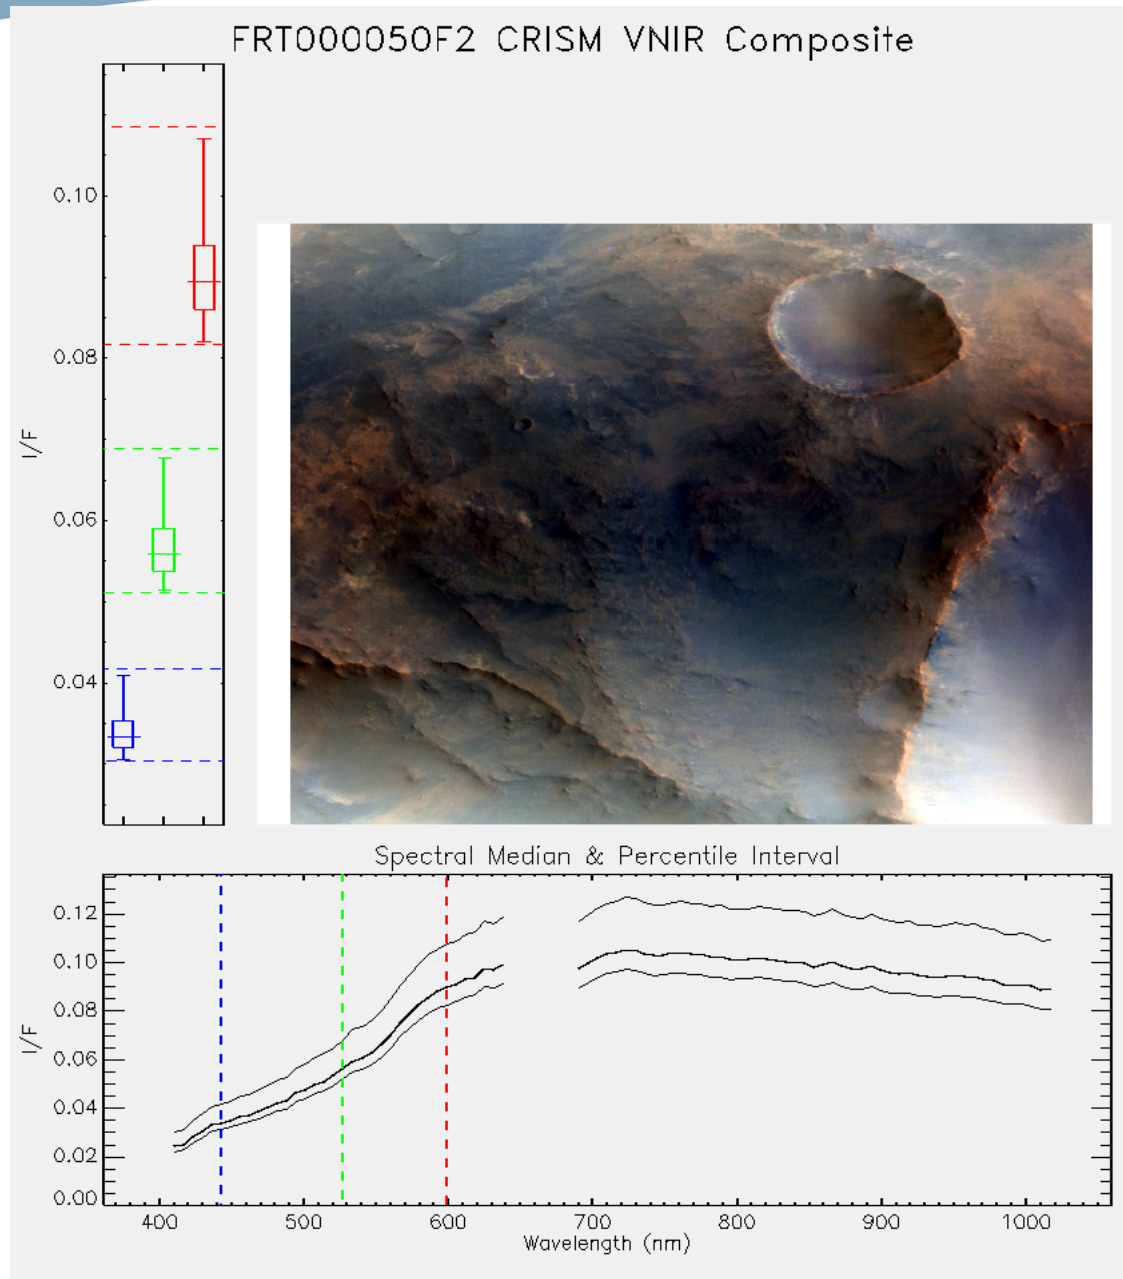 FRT000050F2 CRISM VNIR Composite
0.10
0.08
I/F
0.06
0.04
Spectral Median & Percentile Interval
0.12
0.10
0.08
I/F
0.06
0.04
0.02
0.00
400 500 600 700 800 900 1000
Wavelength (nm)